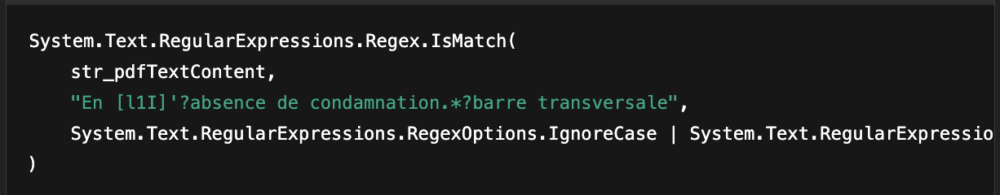 System.Text.RegularExpressions.Regex.IsMatch(
str_pdfTextContent,
"En [l1I]'?absence de condamnation.*?barre transversale",
System.Text.RegularExpressions.RegexOptions.IgnoreCase | System.Text.RegularExpressio
)